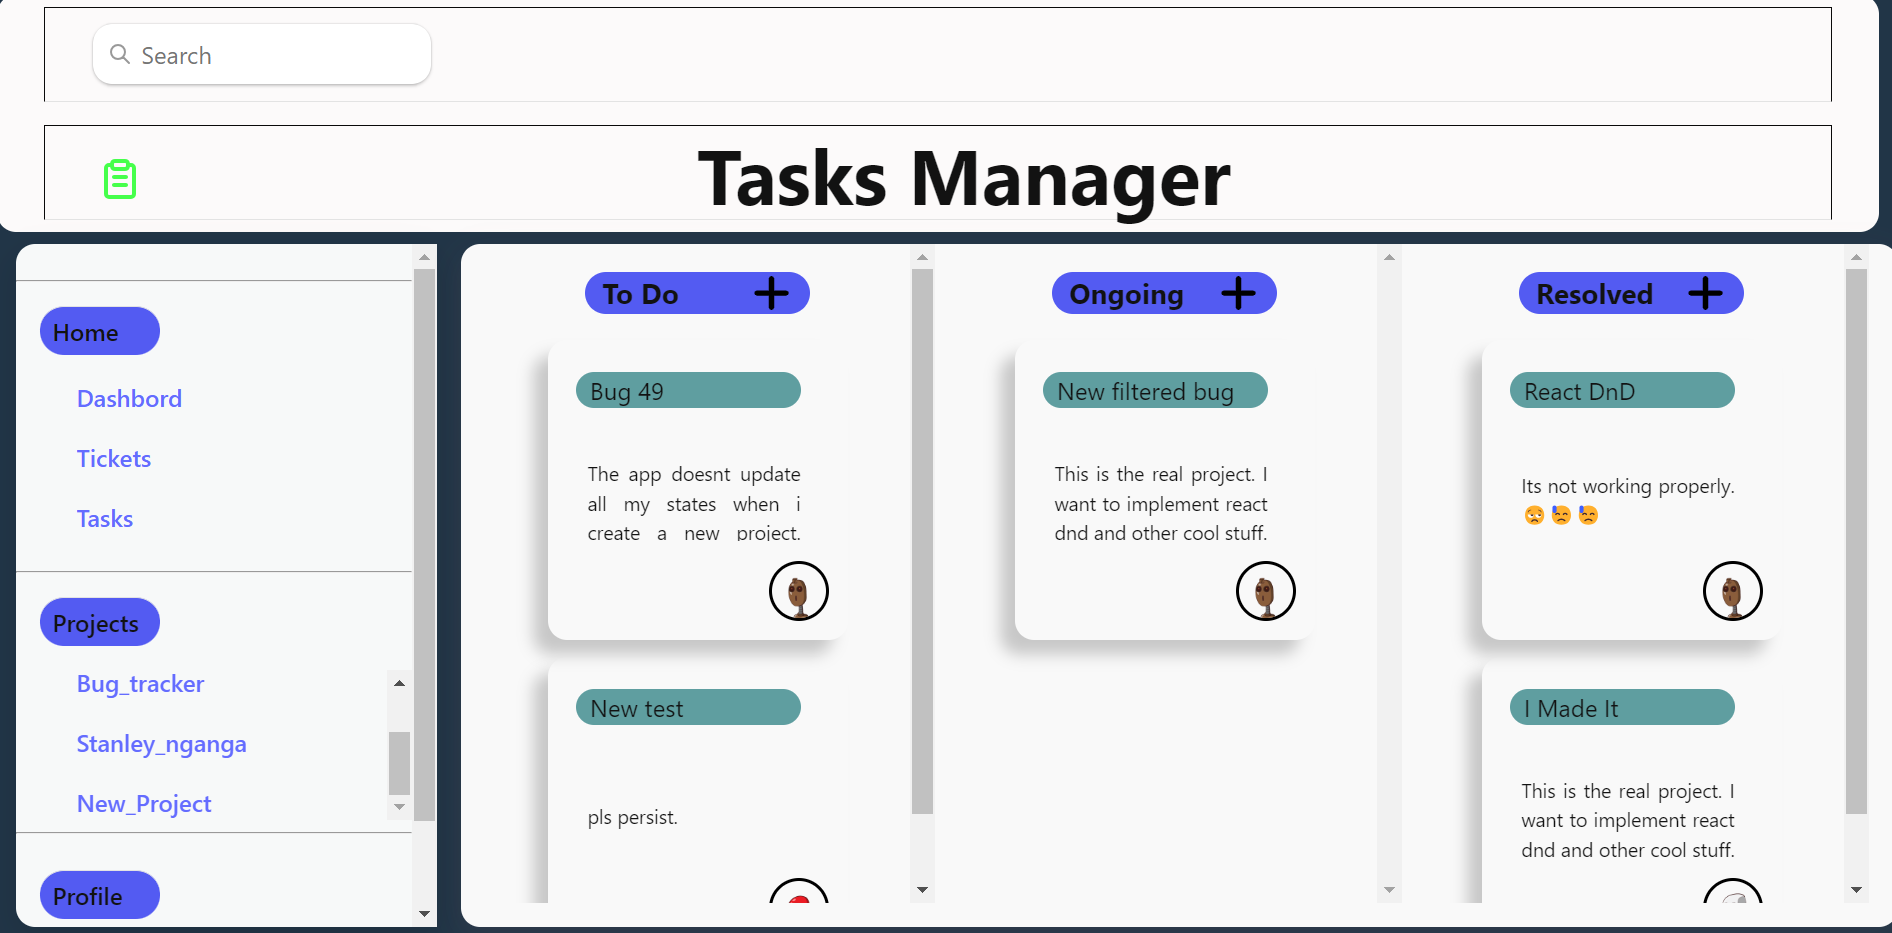 Search
Tasks Manager
Home
Dashbord
Tickets
Tasks
Projects
Bug_tracker
Stanley_nganga
New_Project
Profile
To Do
Bug 49
The app doesnt update
all my states when i
create a new project.
New test
pls persist.
Ongoing
New filtered bug
This is the real project. I
want to implement react
dnd and other cool stuff.
Resolved
React DnD
Its not working properly.
😥😓😓
I Made It
This is the real project. I
want to implement react
dnd and other cool stuff.